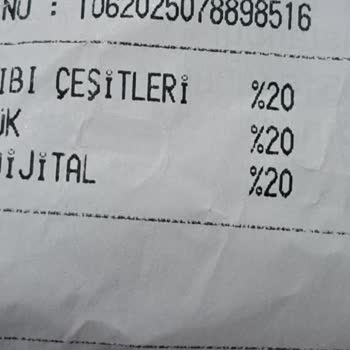 NO : 1062025078898516
IBI ÇEŞİTLERİ %20
ÜK %20
DİJİTAL %20